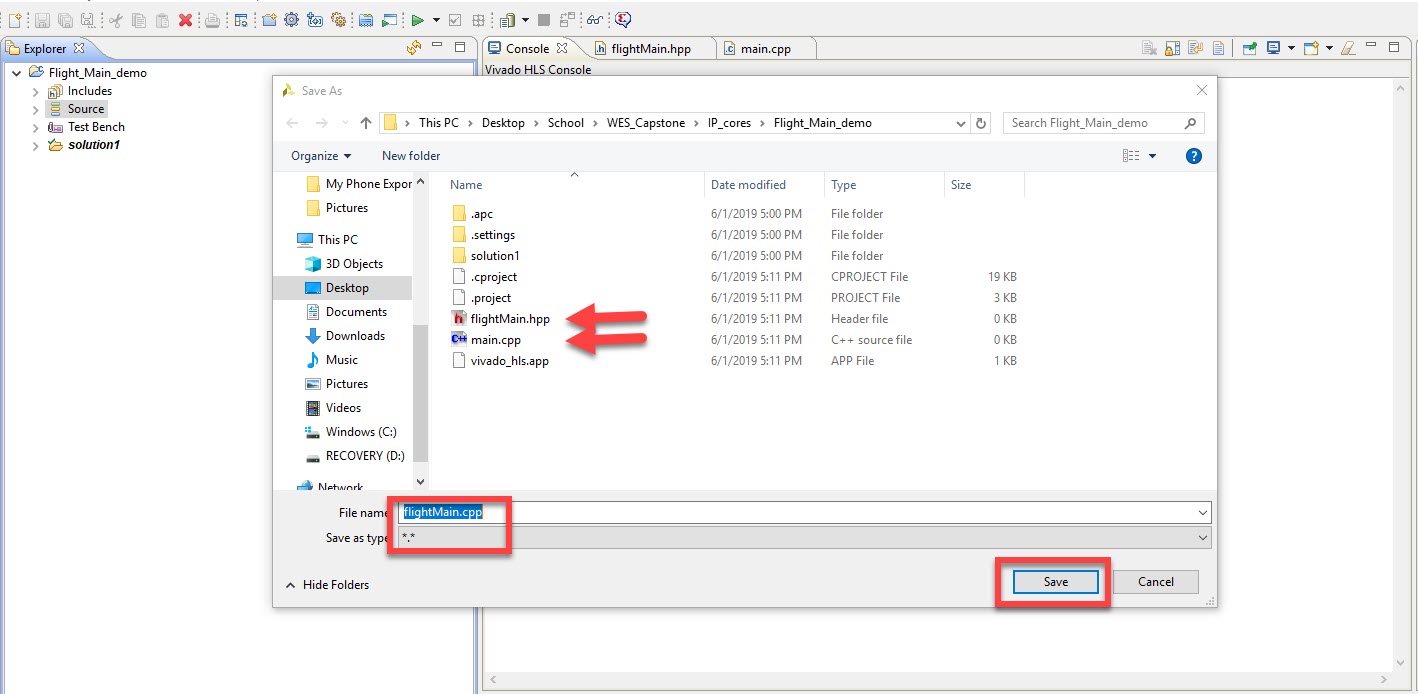 Explorer
Console
flightMain.hpp
main.cpp
Vivado HLS Console
Flight_Main_demo
Includes
Source
Test Bench
solution1
Save As
This PC > Desktop > School > WES_Capstone > IP_cores > Flight_Main_demo
Search Flight_Main_demo
Organize
New folder
My Phone Expor
Pictures
This PC
3D Objects
Desktop
Documents
Downloads
Music
Pictures
Videos
Windows (C:)
RECOVERY (D:)
Network
Name Date modified Type Size
.apc 6/1/2019 5:00 PM File folder
.settings 6/1/2019 5:00 PM File folder
solution1 6/1/2019 5:00 PM File folder
.cproject 6/1/2019 5:11 PM CPROJECT File 19 KB
.project 6/1/2019 5:11 PM PROJECT File 3 KB
flightMain.hpp 6/1/2019 5:11 PM Header file 0 KB
main.cpp 6/1/2019 5:11 PM C++ source file 0 KB
vivado_hls.app 6/1/2019 5:11 PM APP File 1 KB
File name flightMain.cpp
Save as type *.*
Hide Folders
Save
Cancel